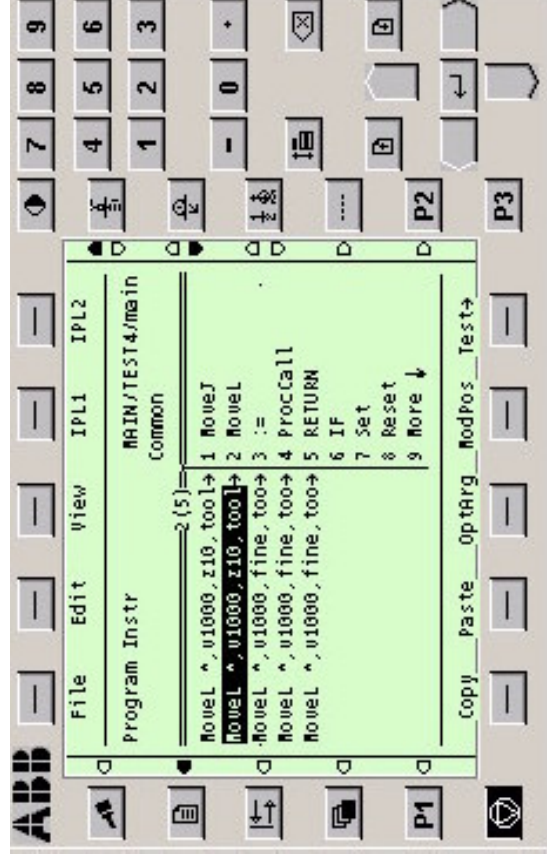 ABB
File Edit View IPL1 IPL2
Program Instr MAIN/TEST4/main
Common
2(5)
MoveL *,v1000,z10,tool→ 1 MoveJ
MoveL *,v1000,z10,tool→ 2 MoveL
MoveL *,v1000,fine,too→ 3 :=
MoveL *,v1000,fine,too→ 4 ProcCall
MoveL *,v1000,fine,too→ 5 RETURN
6 IF
7 Set
8 Reset
9 More ↓
Copy Paste OptArg ModPos Test→
7 8 9
4 5 6
1 2 3
- 0 .
P1
P2
P3